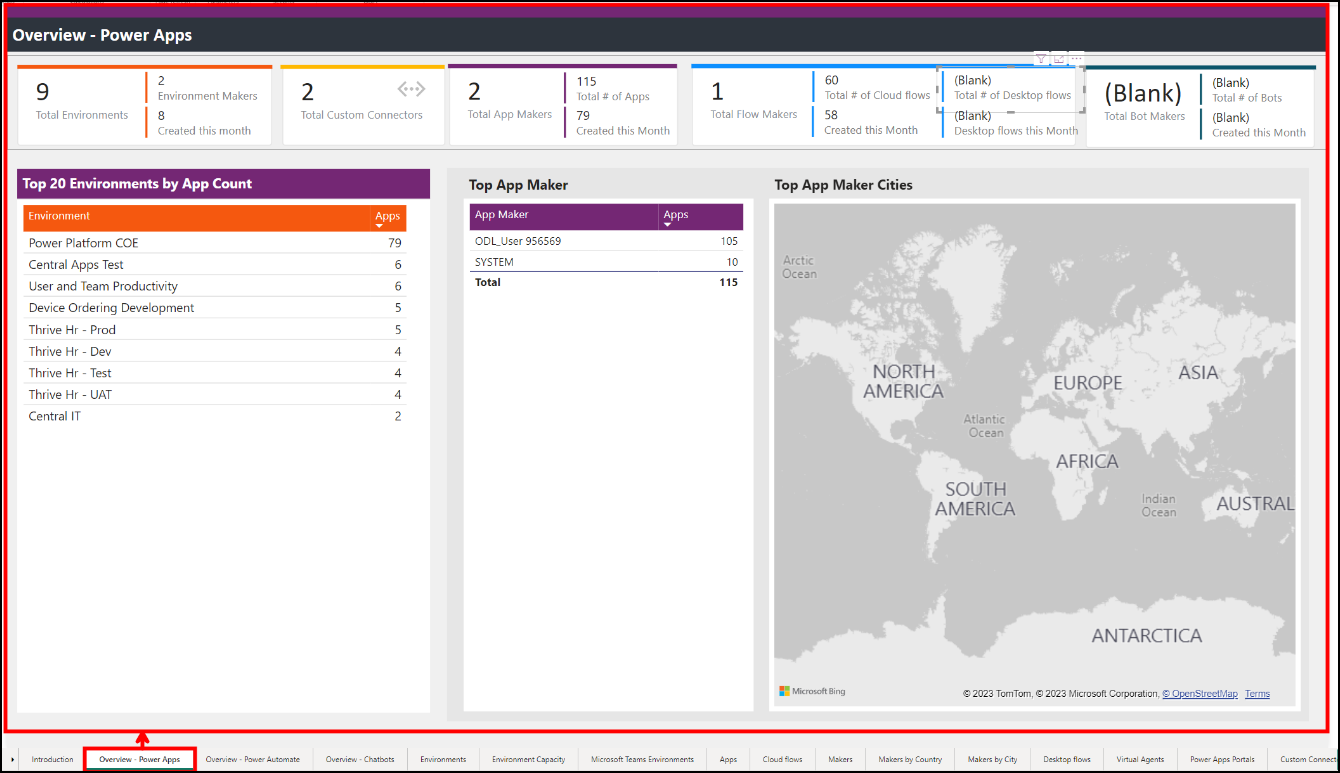 Overview - Power Apps
9
Total Environments
2
Environment Makers
8
Created this month
2
Total Custom Connectors
2
Total App Makers
115
Total # of Apps
79
Created this Month
1
Total Flow Makers
60
Total # of Cloud flows
58
Created this Month
(Blank)
Total # of Desktop flows
(Blank)
Desktop flows this Month
(Blank)
Total Bot Makers
(Blank)
Total # of Bots
(Blank)
Created this Month
Top 20 Environments by App Count
Environment Apps
Power Platform COE 79
Central Apps Test 6
User and Team Productivity 6
Device Ordering Development 5
Thrive Hr - Prod 5
Thrive Hr - Dev 4
Thrive Hr - Test 4
Thrive Hr - UAT 4
Central IT 2
Top App Maker
App Maker Apps
ODL_User 956569 105
SYSTEM 10
Total 115
Top App Maker Cities
Arctic
Ocean
NORTH
AMERICA
EUROPE
ASIA
Atlantic
Ocean
AFRICA
SOUTH
AMERICA
Indian
Ocean
AUSTRAL
ANTARCTICA
Microsoft Bing
© 2023 TomTom, © 2023 Microsoft Corporation, © OpenStreetMap Terms
Introduction Overview - Power Apps Overview - Power Automate Overview - Chatbots Environments Environment Capacity Microsoft Teams Environments Apps Cloud flows Makers Makers by Country Makers by City Desktop flows Virtual Agents Power Apps Portals Custom Connect